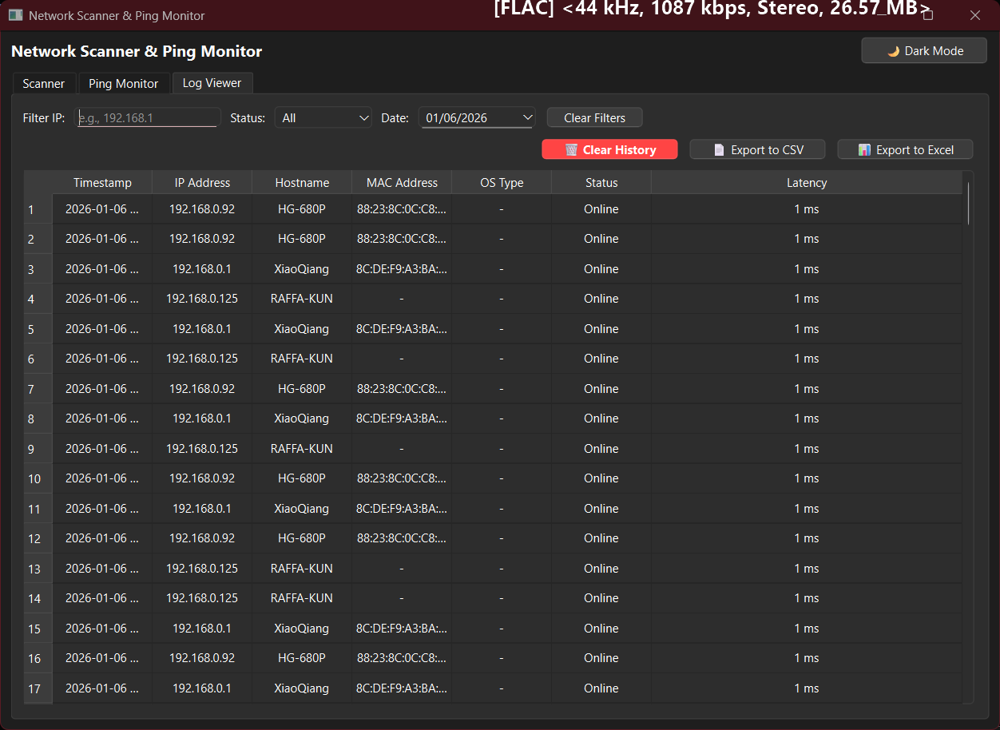 Network Scanner & Ping Monitor
[FLAC] <44 kHz, 1087 kbps, Stereo, 26.57 MB>
Network Scanner & Ping Monitor
Dark Mode
Scanner Ping Monitor Log Viewer
Filter IP: e.g., 192.168.1 Status: All Date: 01/06/2026 Clear Filters
Clear History Export to CSV Export to Excel
Timestamp IP Address Hostname MAC Address OS Type Status Latency
1 2026-01-06 ... 192.168.0.92 HG-680P 88:23:8C:0C:C8:... - Online 1 ms
2 2026-01-06 ... 192.168.0.92 HG-680P 88:23:8C:0C:C8:... - Online 1 ms
3 2026-01-06 ... 192.168.0.1 XiaoQiang 8C:DE:F9:A3:BA:... - Online 1 ms
4 2026-01-06 ... 192.168.0.125 RAFFA-KUN - - Online 1 ms
5 2026-01-06 ... 192.168.0.1 XiaoQiang 8C:DE:F9:A3:BA:... - Online 1 ms
6 2026-01-06 ... 192.168.0.125 RAFFA-KUN - - Online 1 ms
7 2026-01-06 ... 192.168.0.92 HG-680P 88:23:8C:0C:C8:... - Online 1 ms
8 2026-01-06 ... 192.168.0.1 XiaoQiang 8C:DE:F9:A3:BA:... - Online 1 ms
9 2026-01-06 ... 192.168.0.125 RAFFA-KUN - - Online 1 ms
10 2026-01-06 ... 192.168.0.92 HG-680P 88:23:8C:0C:C8:... - Online 1 ms
11 2026-01-06 ... 192.168.0.1 XiaoQiang 8C:DE:F9:A3:BA:... - Online 1 ms
12 2026-01-06 ... 192.168.0.92 HG-680P 88:23:8C:0C:C8:... - Online 1 ms
13 2026-01-06 ... 192.168.0.125 RAFFA-KUN - - Online 1 ms
14 2026-01-06 ... 192.168.0.125 RAFFA-KUN - - Online 1 ms
15 2026-01-06 ... 192.168.0.1 XiaoQiang 8C:DE:F9:A3:BA:... - Online 1 ms
16 2026-01-06 ... 192.168.0.92 HG-680P 88:23:8C:0C:C8:... - Online 1 ms
17 2026-01-06 ... 192.168.0.1 XiaoQiang 8C:DE:F9:A3:BA:... - Online 1 ms